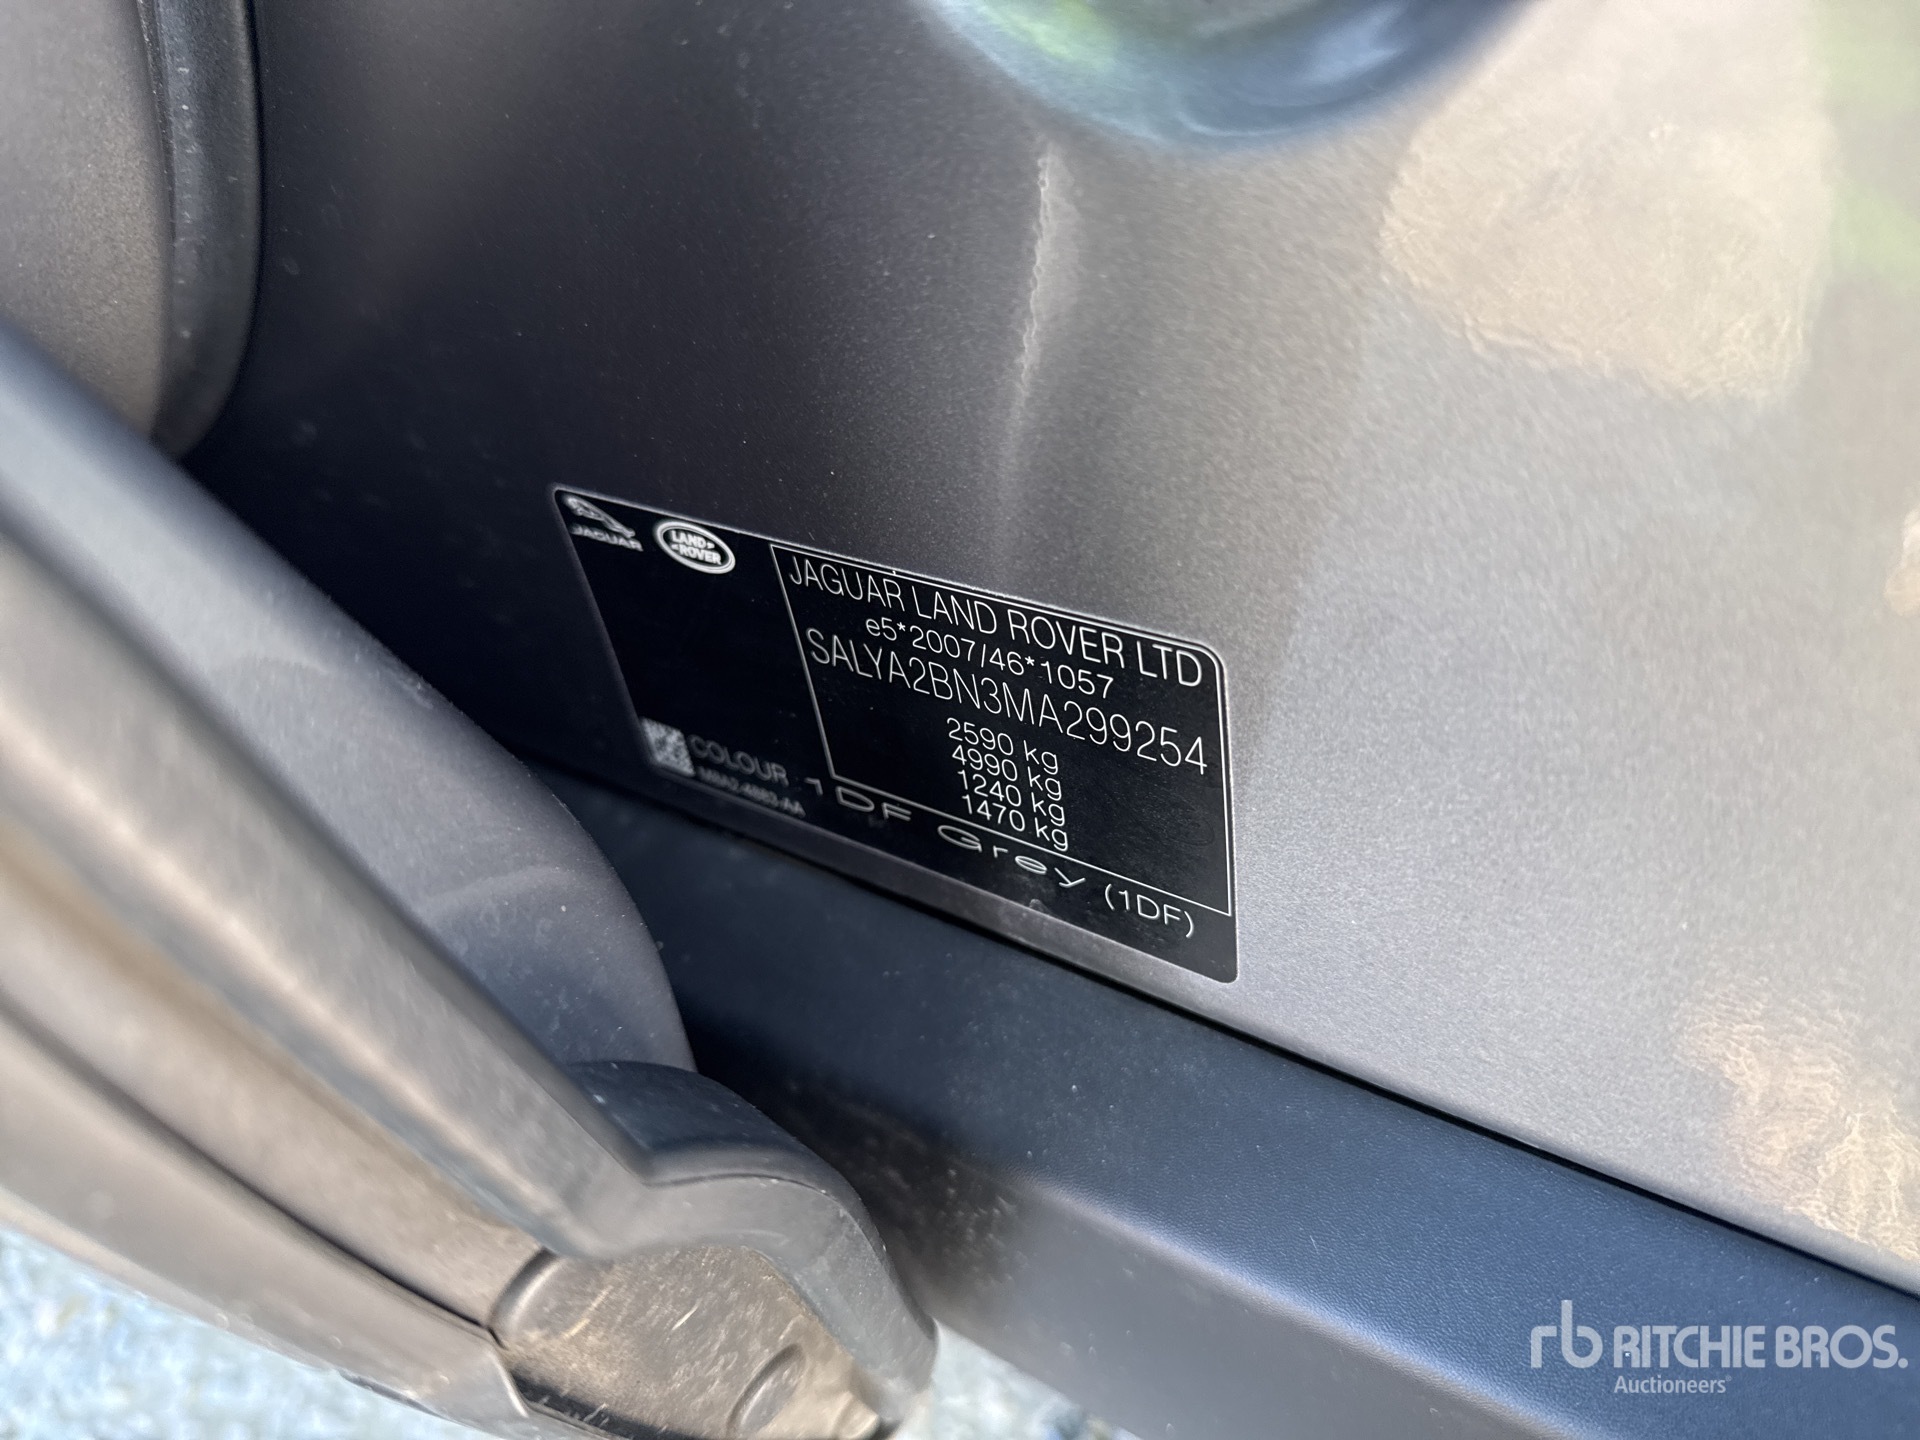 JAGUAR
LAND
ROVER
JAGUAR LAND ROVER LTD
e5*2007/46*1057
SALYA2BN3MA299254
2590 kg
4990 kg
1240 kg
1470 kg
COLOUR 1DF Grey (1DF)
rb RITCHIE BROS.
Auctioneers